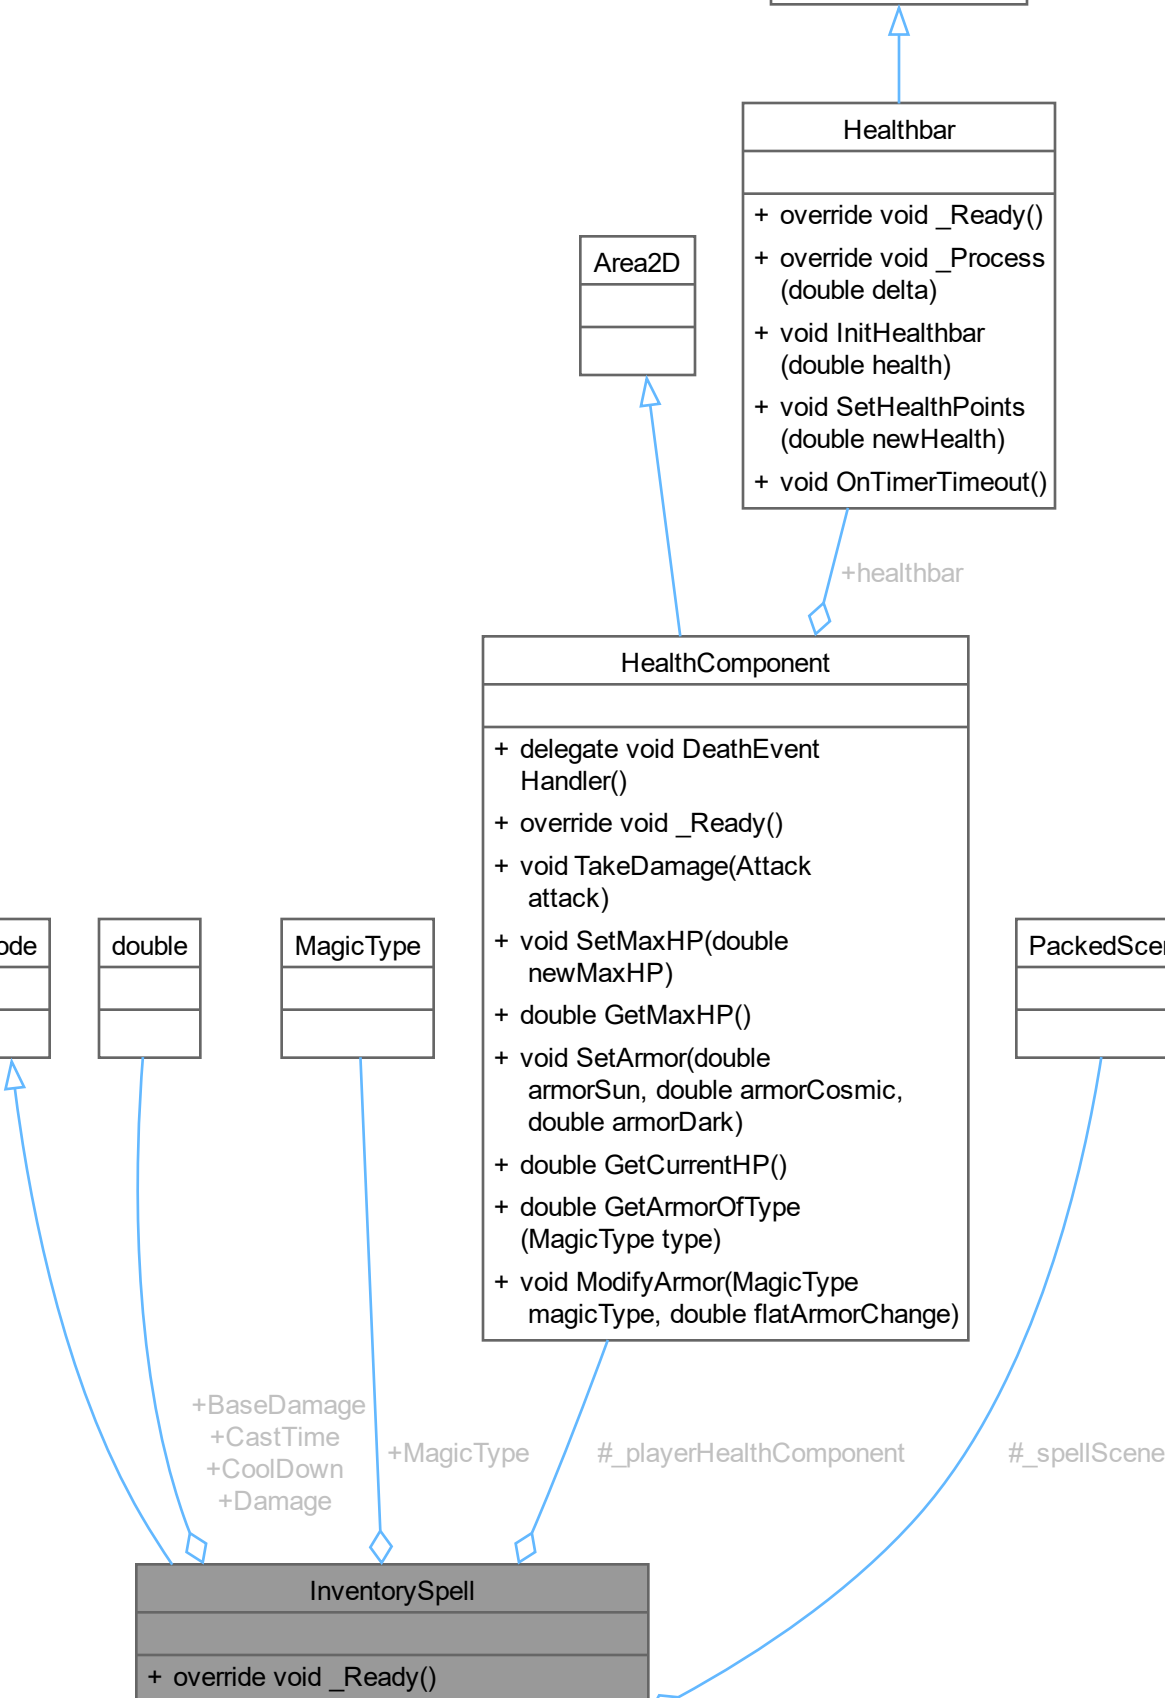 Healthbar
+ override void _Ready()
+ override void _Process
(double delta)
+ void InitHealthbar
(double health)
+ void SetHealthPoints
(double newHealth)
+ void OnTimerTimeout()
Area2D
+healthbar
HealthComponent
+ delegate void DeathEvent
Handler()
+ override void _Ready()
+ void TakeDamage(Attack
attack)
+ void SetMaxHP(double
newMaxHP)
+ double GetMaxHP()
+ void SetArmor(double
armorSun, double armorCosmic,
double armorDark)
+ double GetCurrentHP()
+ double GetArmorOfType
(MagicType type)
+ void ModifyArmor(MagicType
magicType, double flatArmorChange)
ode
double
MagicType
PackedSce
+BaseDamage
+CastTime
+CoolDown
+Damage
+MagicType
#_playerHealthComponent
#_spellScene
InventorySpell
+ override void _Ready()